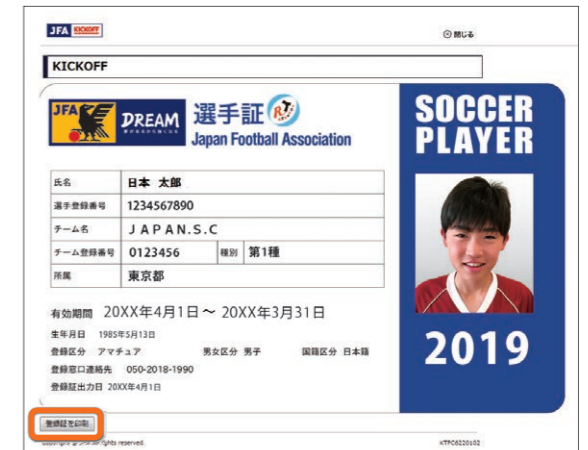 JFA KICKOFF
閉じる
KICKOFF
JFA
DREAM
選手証
Japan Football Association
SOCCER
PLAYER
氏名 日本 太郎
選手登録番号 1234567890
チーム名 JAPAN.S.C
チーム登録番号 0123456 種別 第1種
所属 東京都
有効期間 20XX年4月1日～20XX年3月31日
生年月日 1985年5月13日
登録区分 アマチュア 男女区分 男子 国籍区分 日本籍
登録窓口連絡先 050-2018-1990
登録証出力日 20XX年4月1日
2019
登録証を印刷
reserved.
KTPC6220102